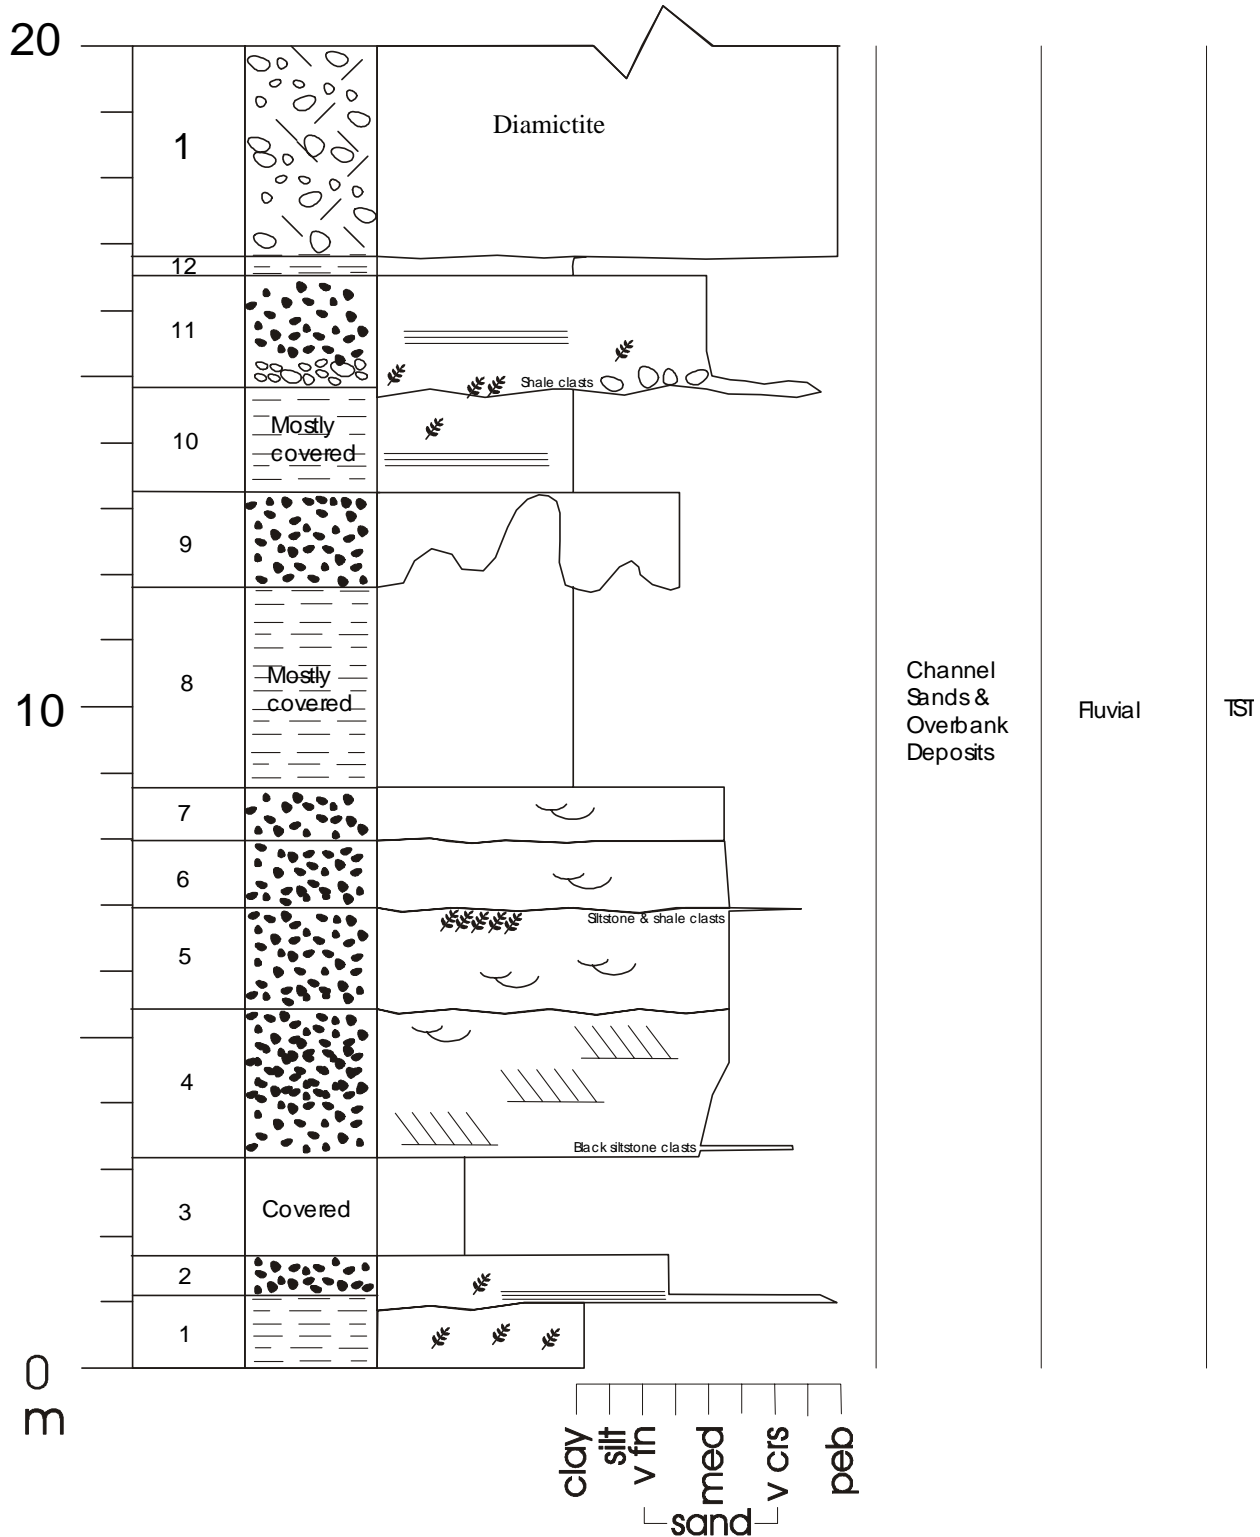 20
1
Diamictite
12
11
Shale clasts
10
Mostly
covered
9
8
Mostly
covered
10
Channel
Sands &
Overbank
Deposits
Fluvial
TST
7
6
Siltstone & shale clasts
5
4
Black siltstone clasts
3
Covered
2
1
0
m
clay
silt
v fn
med
v crs
peb
sand